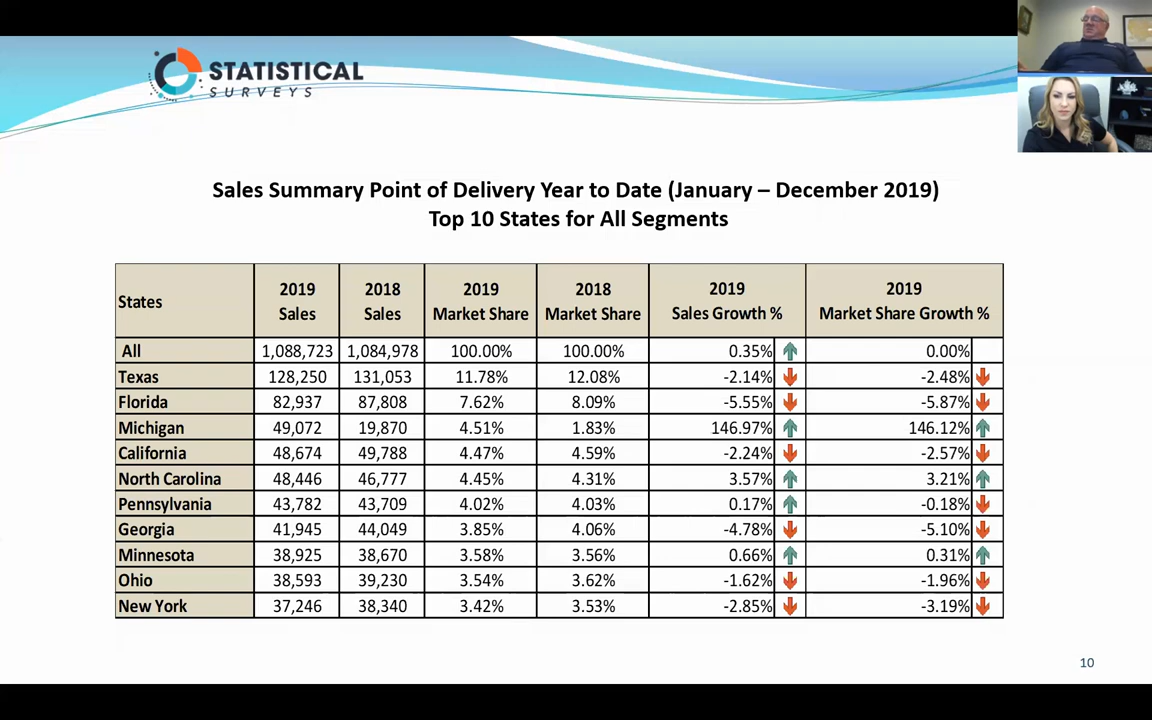 STATISTICAL
SURVEYS
Sales Summary Point of Delivery Year to Date (January – December 2019)
Top 10 States for All Segments
States 2019 Sales 2018 Sales 2019 Market Share 2018 Market Share 2019 Sales Growth % 2019 Market Share Growth %
All 1,088,723 1,084,978 100.00% 100.00% 0.35% 0.00%
Texas 128,250 131,053 11.78% 12.08% -2.14% -2.48%
Florida 82,937 87,808 7.62% 8.09% -5.55% -5.87%
Michigan 49,072 19,870 4.51% 1.83% 146.97% 146.12%
California 48,674 49,788 4.47% 4.59% -2.24% -2.57%
North Carolina 48,446 46,777 4.45% 4.31% 3.57% 3.21%
Pennsylvania 43,782 43,709 4.02% 4.03% 0.17% -0.18%
Georgia 41,945 44,049 3.85% 4.06% -4.78% -5.10%
Minnesota 38,925 38,670 3.58% 3.56% 0.66% 0.31%
Ohio 38,593 39,230 3.54% 3.62% -1.62% -1.96%
New York 37,246 38,340 3.42% 3.53% -2.85% -3.19%
10